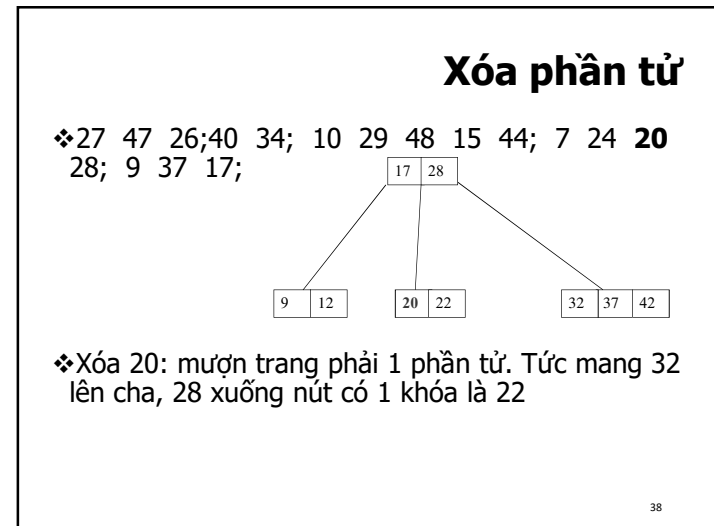 Xóa phần tử
❖27 47 26;40 34; 10 29 48 15 44; 7 24 20
28; 9 37 17;
17 28
9 12
20 22
32 37 42
❖Xóa 20: mượn trang phải 1 phần tử. Tức mang 32
lên cha, 28 xuống nút có 1 khóa là 22
38